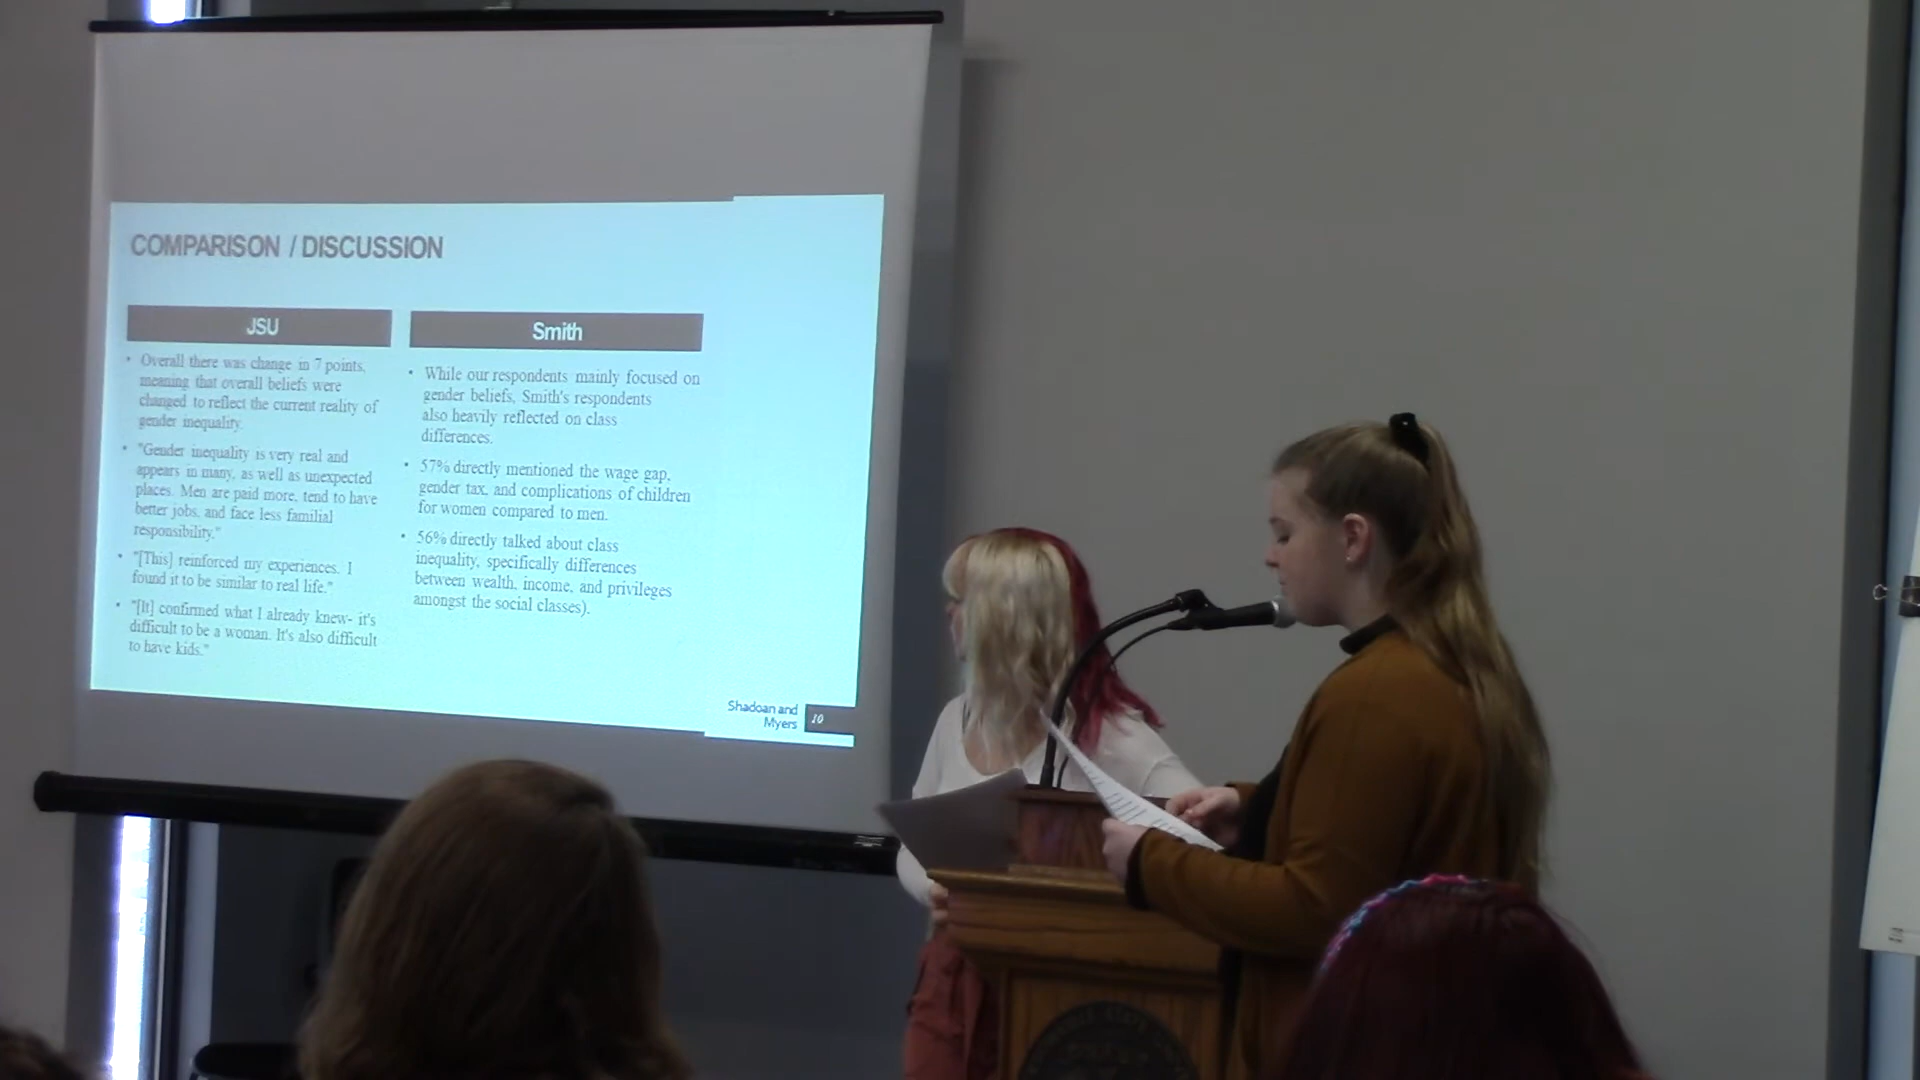 COMPARISON / DISCUSSION
JSU
• Overall there was change in 7 points,
meaning that overall beliefs were
changed to reflect the current reality of
gender inequality.
• "Gender inequality is very real and
appears in many, as well as unexpected
places. Men are paid more, tend to have
better jobs, and face less familial
responsibility."
• "[This] reinforced my experiences. I
found it to be similar to real life."
• "[It] confirmed what I already knew- it's
difficult to be a woman. It's also difficult
to have kids."
Smith
• While our respondents mainly focused on
gender beliefs, Smith's respondents
also heavily reflected on class
differences.
• 57% directly mentioned the wage gap,
gender tax, and complications of children
for women compared to men.
• 56% directly talked about class
inequality, specifically differences
between wealth, income, and privileges
amongst the social classes).
Shadoan and
Myers
10